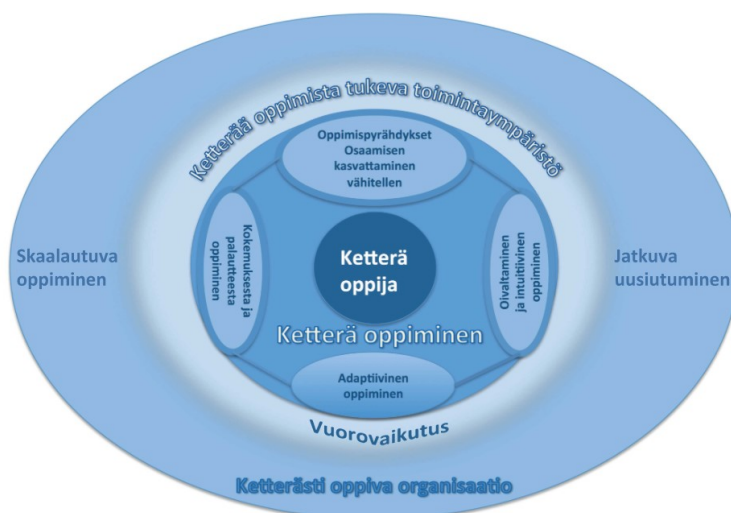 Ketterää oppimista tukeva toimintaympäristö
Oppimispyrähdykset
Osaamisen
kasvattaminen
vähitellen
Skaalautuva
oppiminen
Kokemuksesta ja
palautteesta
oppiminen
Ketterä
oppija
Oivaltaminen
ja intuitiivinen
oppiminen
Jatkuva
uusiutuminen
Ketterä oppiminen
Adaptiivinen
oppiminen
Vuorovaikutus
Ketterästi oppiva organisaatio